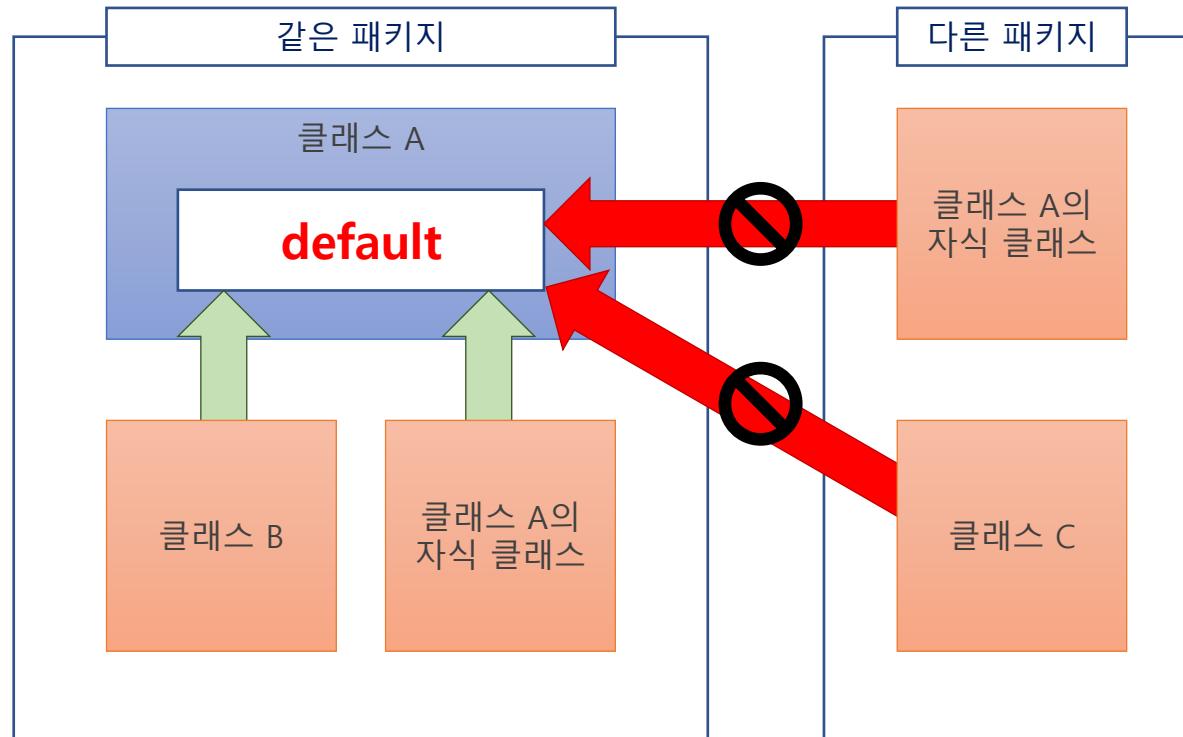 같은 패키지
다른 패키지
클래스 A
default
클래스 A의
자식 클래스
클래스 B
클래스 A의
자식 클래스
클래스 C